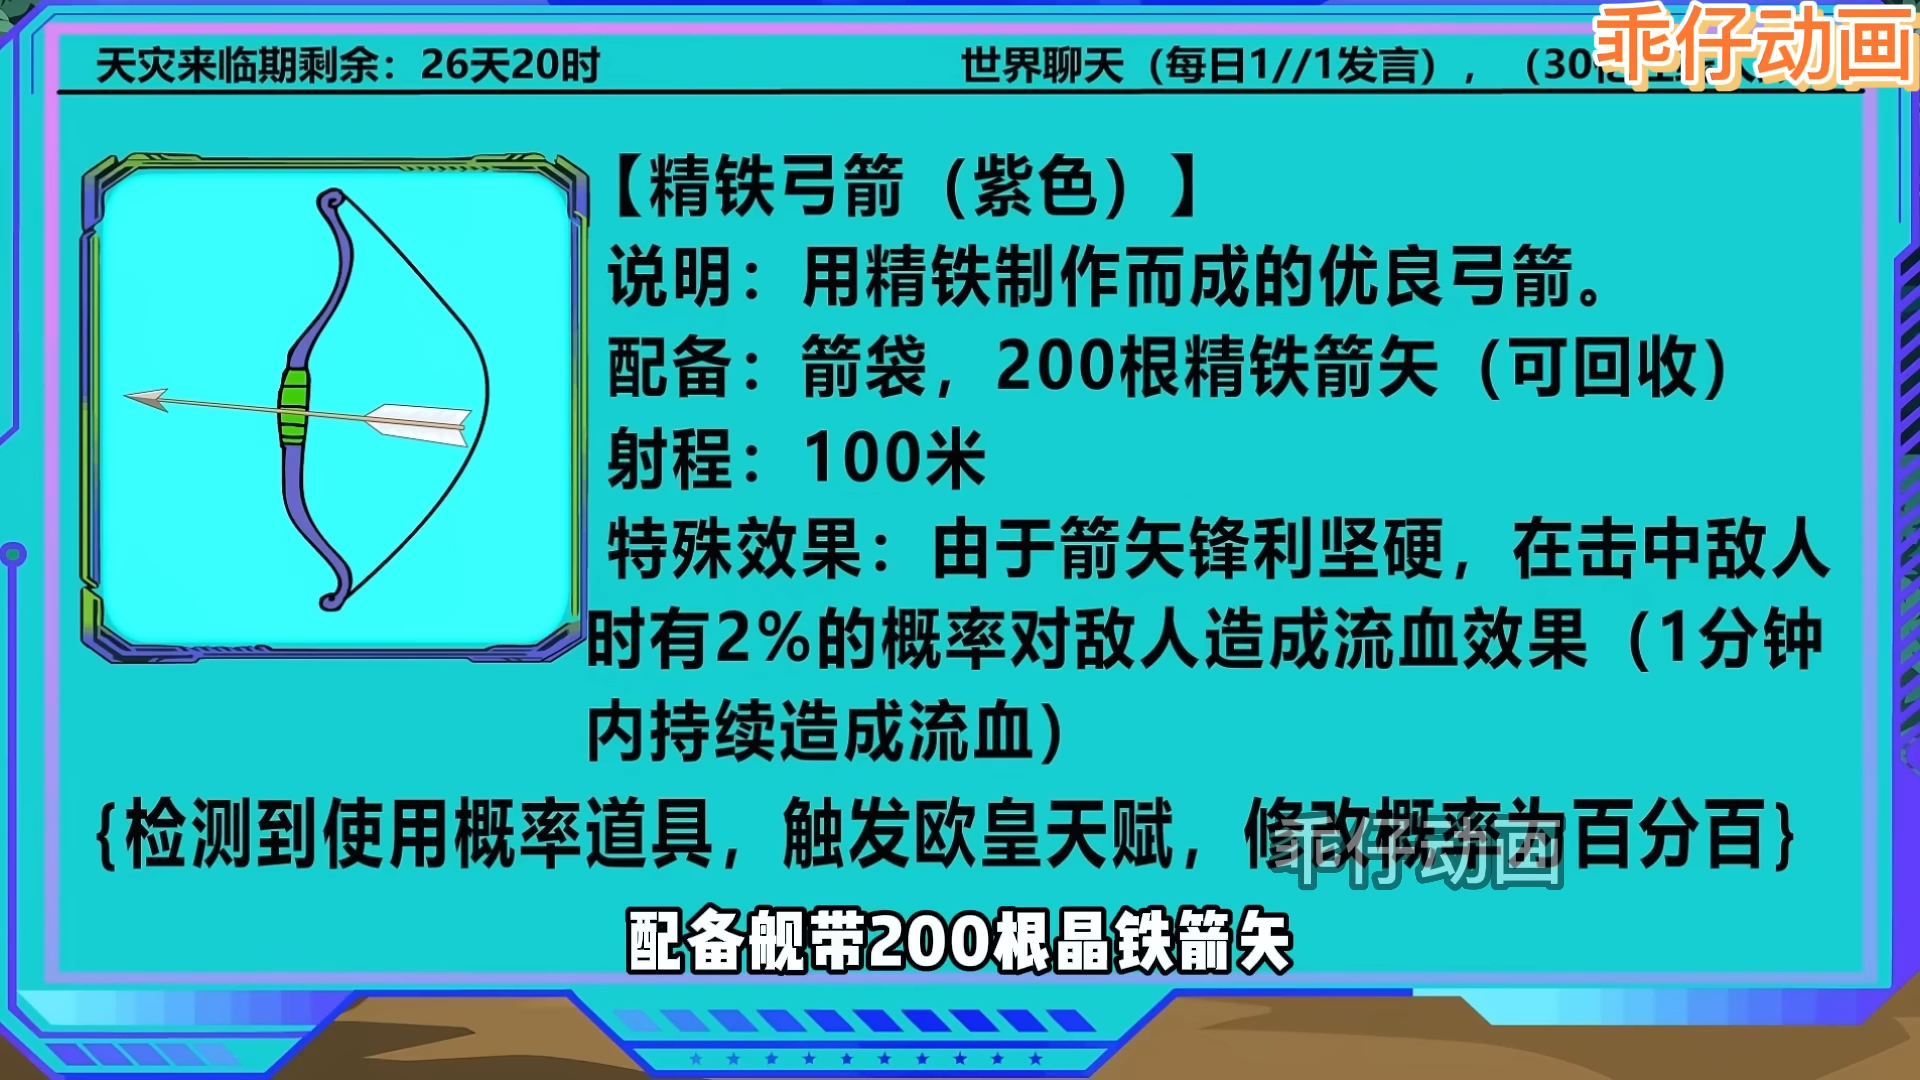 天灾来临期剩余：26天20时
世界聊天（每日1//1发言），（30亿
乖仔动画
【精铁弓箭（紫色）】
说明：用精铁制作而成的优良弓箭。
配备：箭袋，200根精铁箭矢（可回收）
射程：100米
特殊效果：由于箭矢锋利坚硬，在击中敌人
时有2%的概率对敌人造成流血效果（1分钟
内持续造成流血）
{检测到使用概率道具，触发欧皇天赋，修改概率为百分百}
乖仔动画
配备舰带200根晶铁箭矢